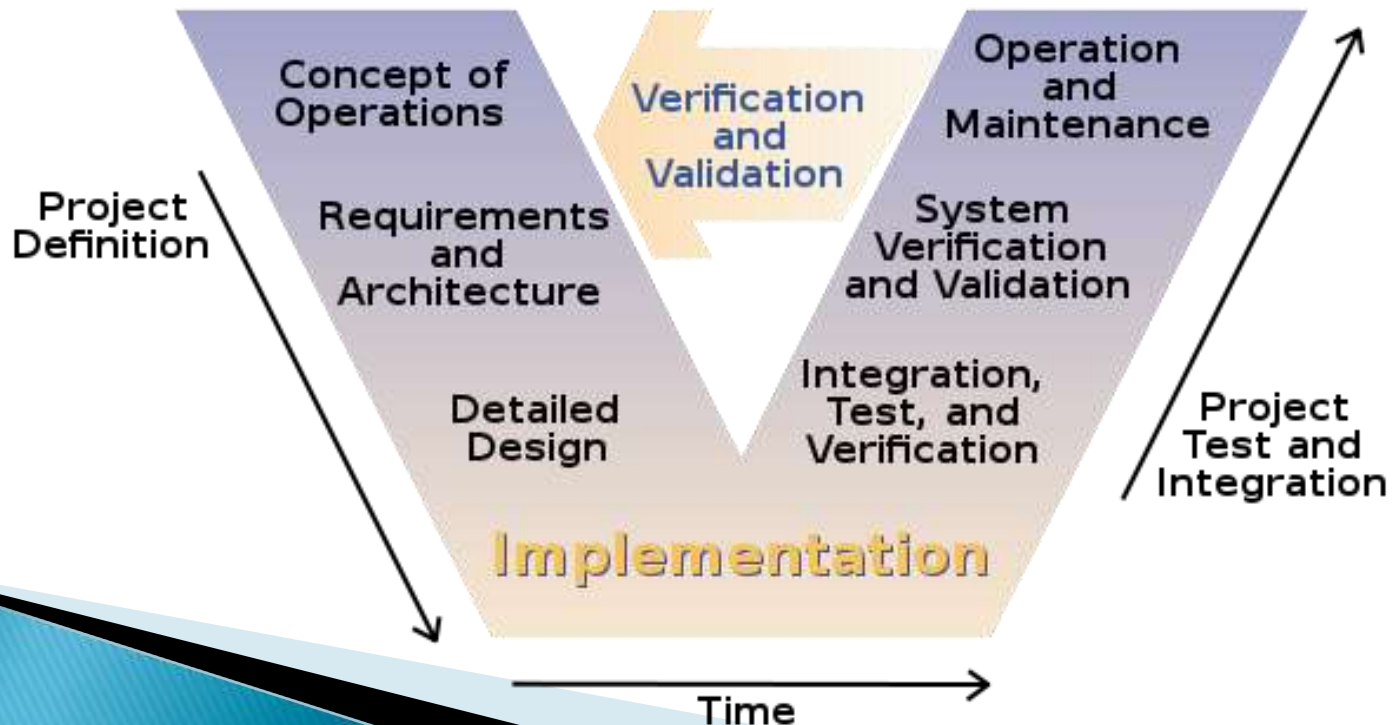 Concept of
Operations
Verification
and
Validation
Operation
and
Maintenance
Project
Definition
Requirements
and
Architecture
System
Verification
and Validation
Detailed
Design
Integration,
Test, and
Verification
Project
Test and
Integration
Implementation
Time